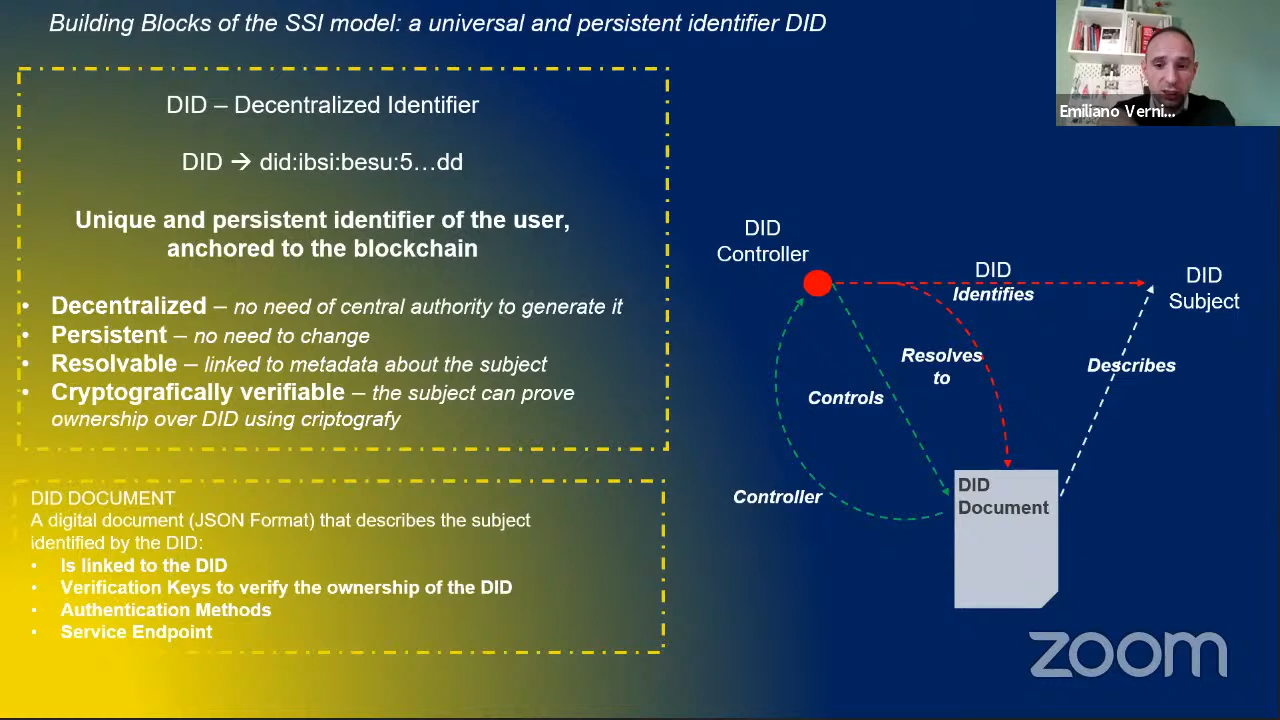 Building Blocks of the SSI model: a universal and persistent identifier DID
Emiliano Verni...
DID – Decentralized Identifier
DID → did:ibsi:besu:5…dd
Unique and persistent identifier of the user,
anchored to the blockchain
• Decentralized – no need of central authority to generate it
• Persistent – no need to change
• Resolvable – linked to metadata about the subject
• Cryptografically verifiable – the subject can prove
ownership over DID using criptografy
DID DOCUMENT
A digital document (JSON Format) that describes the subject
identified by the DID:
• Is linked to the DID
• Verification Keys to verify the ownership of the DID
• Authentication Methods
• Service Endpoint
DID
Controller
DID
Identifies
DID
Subject
Resolves
to
Describes
Controls
Controller
DID
Document
zoom